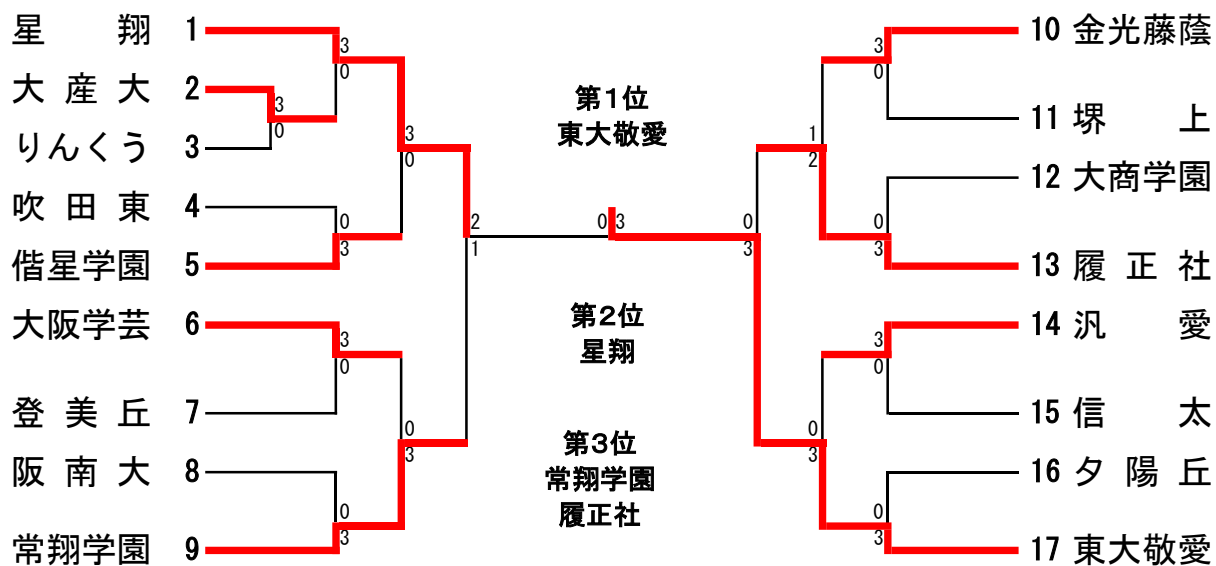 星翔 1
大産大 2
りんくう 3
吹田東 4
偕星学園 5
大阪学芸 6
登美丘 7
阪南大 8
常翔学園 9
3
0
3
0
0
3
3
0
0
3
3
0
0
3
2
1
0 3
第1位
東大敬愛
第2位
星翔
第3位
常翔学園
履正社
0
3
1
2
0
3
3
0
0
3
3
0
0
3
10 金光藤蔭
11 堺上
12 大商学園
13 履正社
14 汎愛
15 信太
16 夕陽丘
17 東大敬愛